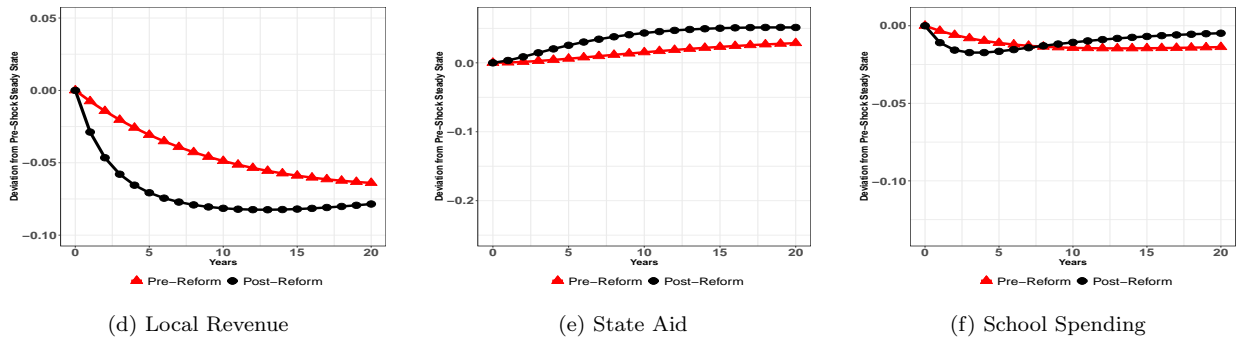 Deviation from Pre-Shock Steady State
0.05
0.00
−0.05
−0.10
0 5 10 15 20
Years
Pre−Reform Post−Reform
(d) Local Revenue
Deviation from Pre-Shock Steady State
0.0
−0.1
−0.2
0 5 10 15 20
Years
Pre−Reform Post−Reform
(e) State Aid
Deviation from Pre-Shock Steady State
0.00
−0.05
−0.10
0 5 10 15 20
Years
Pre−Reform Post−Reform
(f) School Spending